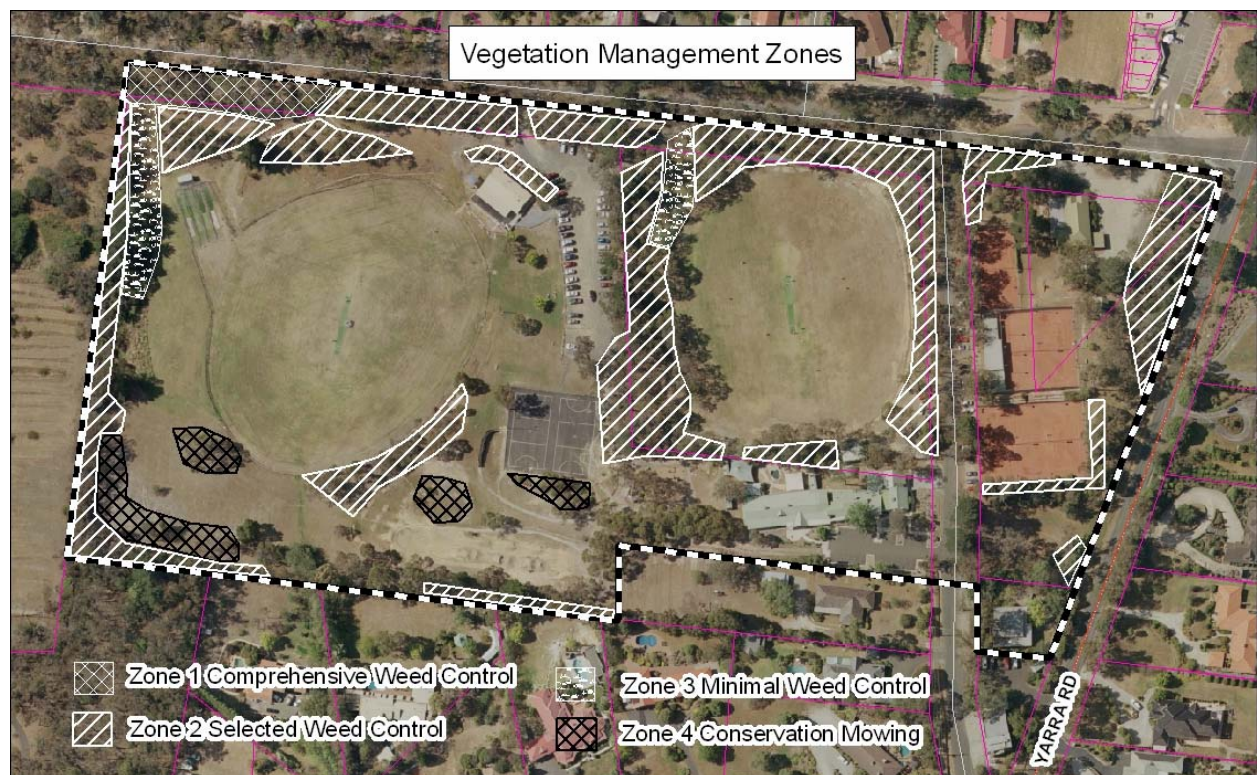 Vegetation Management Zones
Zone 1 Comprehensive Weed Control
Zone 2 Selected Weed Control
Zone 3 Minimal Weed Control
Zone 4 Conservation Mowing
YARRA RD